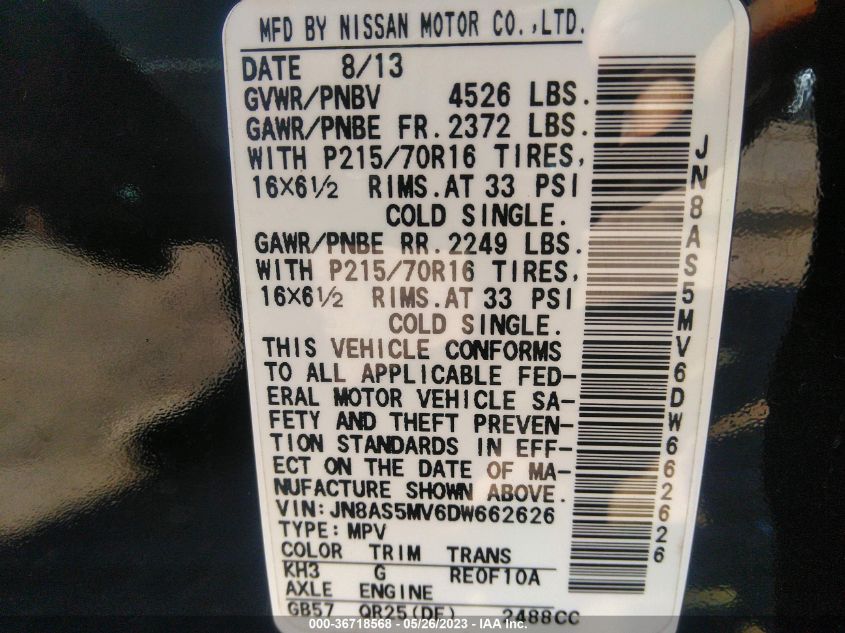 MFD BY NISSAN MOTOR CO.,LTD.
DATE 8/13
GVWR/PNBV 4526 LBS.
GAWR/PNBE FR. 2372 LBS.
WITH P215/70R16 TIRES,
16×6½ RIMS.AT 33 PSI
COLD SINGLE.
GAWR/PNBE RR. 2249 LBS.
WITH P215/70R16 TIRES,
16×6½ RIMS.AT 33 PSI
COLD SINGLE.
THIS VEHICLE CONFORMS
TO ALL APPLICABLE FED-
ERAL MOTOR VEHICLE SA-
FETY AND THEFT PREVEN-
TION STANDARDS IN EFF-
ECT ON THE DATE OF MA-
NUFACTURE SHOWN ABOVE.
VIN:JN8AS5MV6DW662626
TYPE:MPV
COLOR TRIM TRANS
KH3 G RE0F10A
AXLE ENGINE
GB57 QR25(DE) 2488CC
JN8AS5MV6DW662626
000-36718568 - 05/26/2023 - IAA Inc.